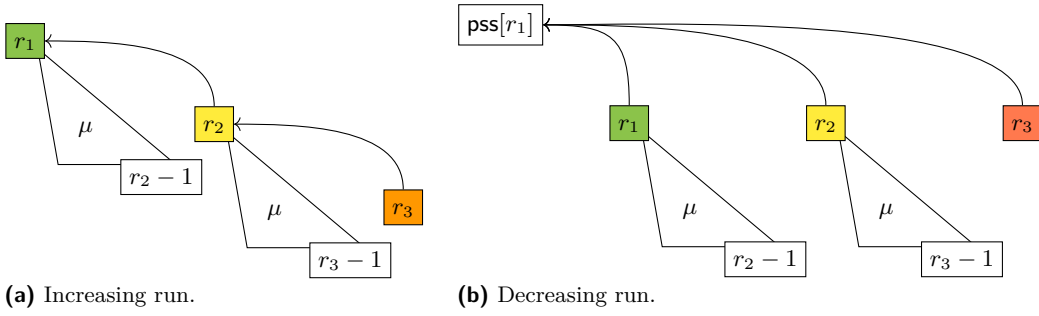 pss[r₁]
r₁
r₂
r₁
r₂
r₃
μ
r₂ − 1
r₃
μ
μ
μ
r₃ − 1
r₂ − 1
r₃ − 1
(a) Increasing run.
(b) Decreasing run.